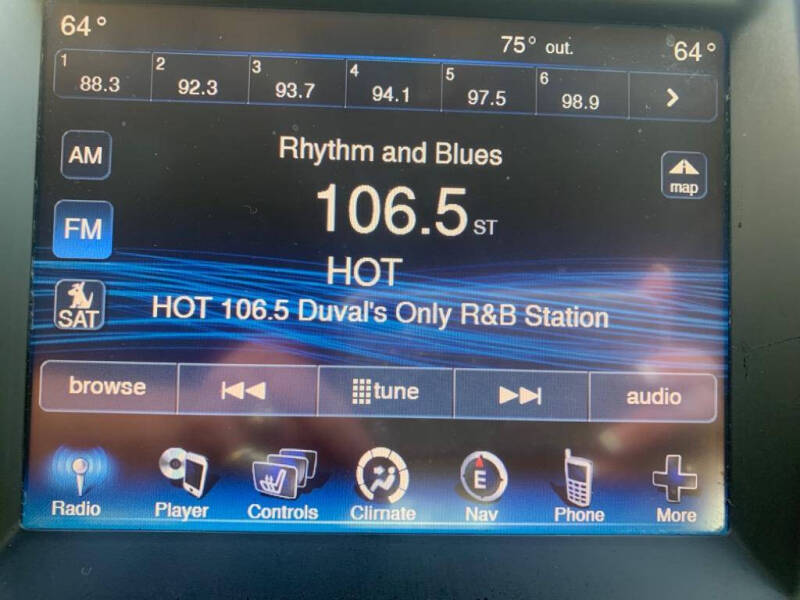 64°
75° out.
64°
1 88.3 2 92.3 3 93.7 4 94.1 5 97.5 6 98.9
AM
Rhythm and Blues
map
106.5 ST
FM
HOT
SAT
HOT 106.5 Duval's Only R&B Station
browse tune audio
E
Radio Player Controls Climate Nav Phone More